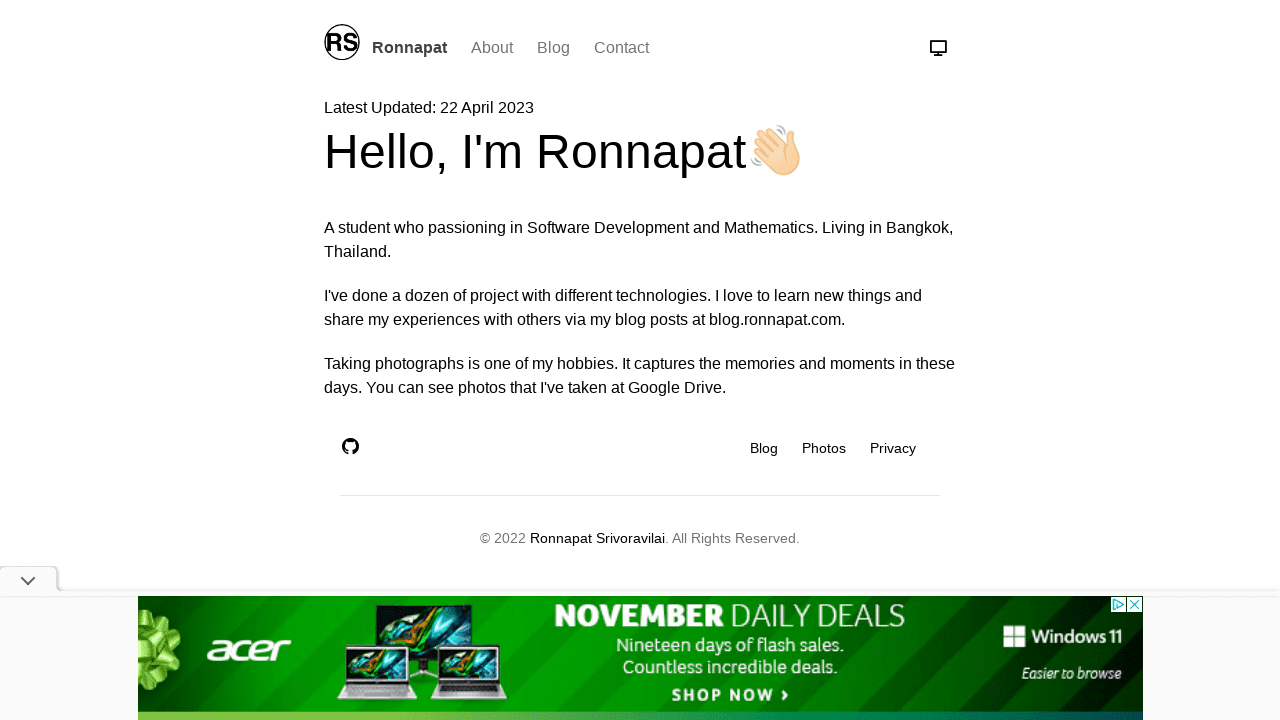 RS Ronnapat About Blog Contact
Latest Updated: 22 April 2023
Hello, I'm Ronnapat👋🏻
A student who passioning in Software Development and Mathematics. Living in Bangkok,
Thailand.
I've done a dozen of project with different technologies. I love to learn new things and
share my experiences with others via my blog posts at blog.ronnapat.com.
Taking photographs is one of my hobbies. It captures the memories and moments in these
days. You can see photos that I've taken at Google Drive.
Blog Photos Privacy
© 2022 Ronnapat Srivoravilai. All Rights Reserved.
acer
NOVEMBER DAILY DEALS
Nineteen days of flash sales.
Countless incredible deals.
SHOP NOW ›
Windows 11
Easier to browse